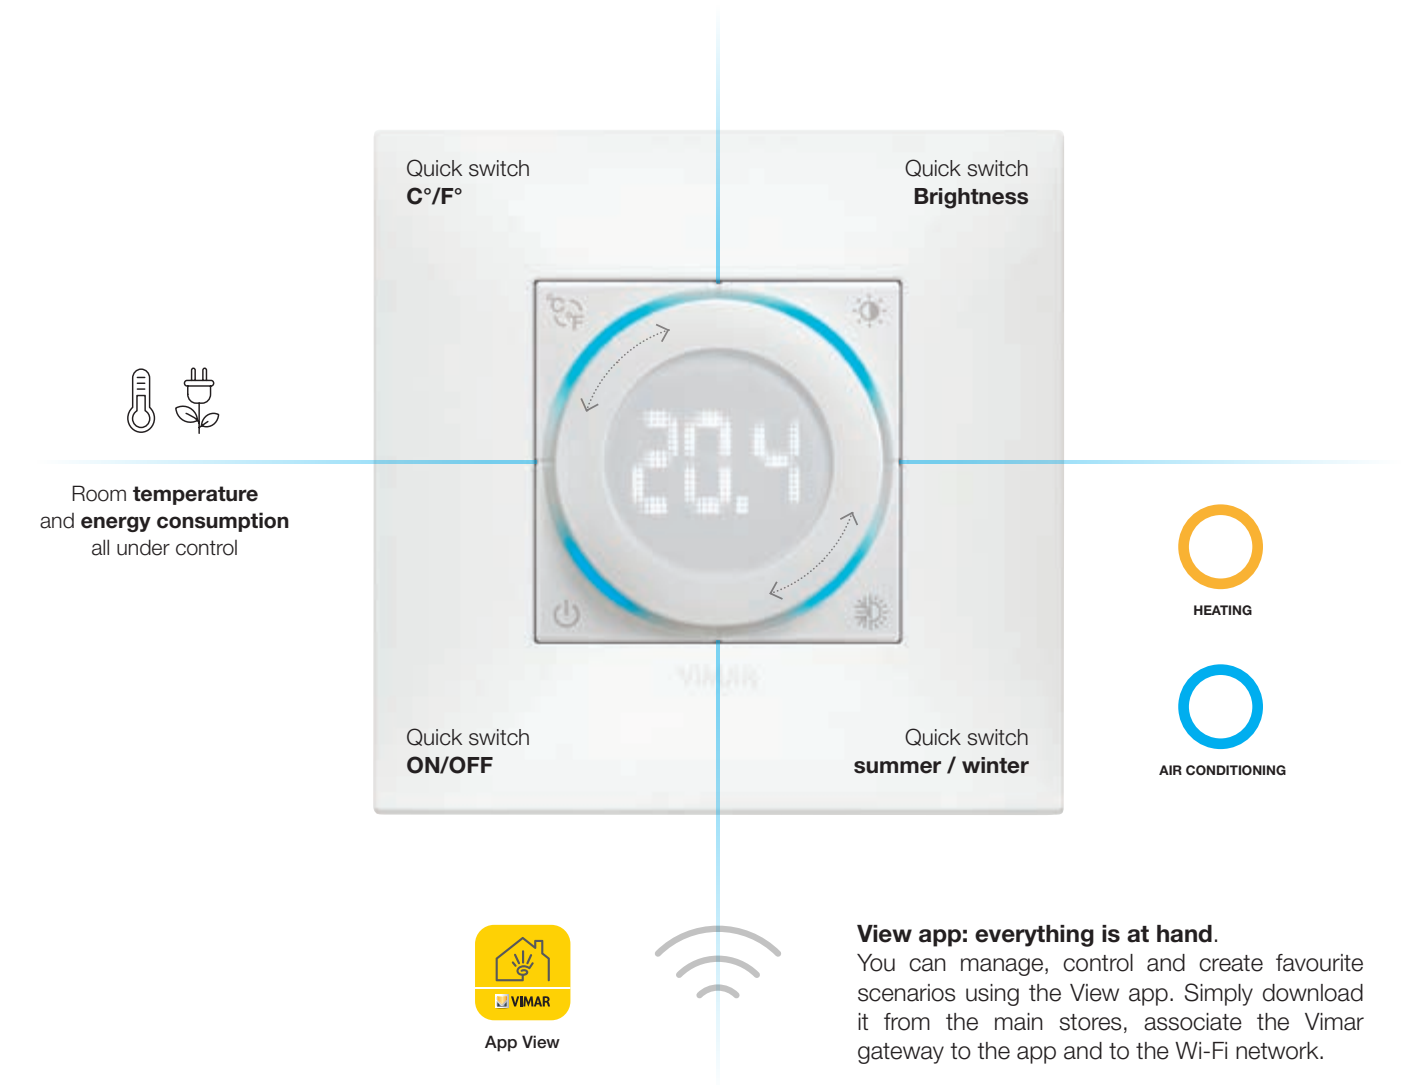 Quick switch
C°/F°
Quick switch
Brightness
°C
°F
20.4
Room temperature
and energy consumption
all under control
HEATING
VIMAR
AIR CONDITIONING
Quick switch
ON/OFF
Quick switch
summer / winter
VIMAR
App View
View app: everything is at hand.
You can manage, control and create favourite
scenarios using the View app. Simply download
it from the main stores, associate the Vimar
gateway to the app and to the Wi-Fi network.